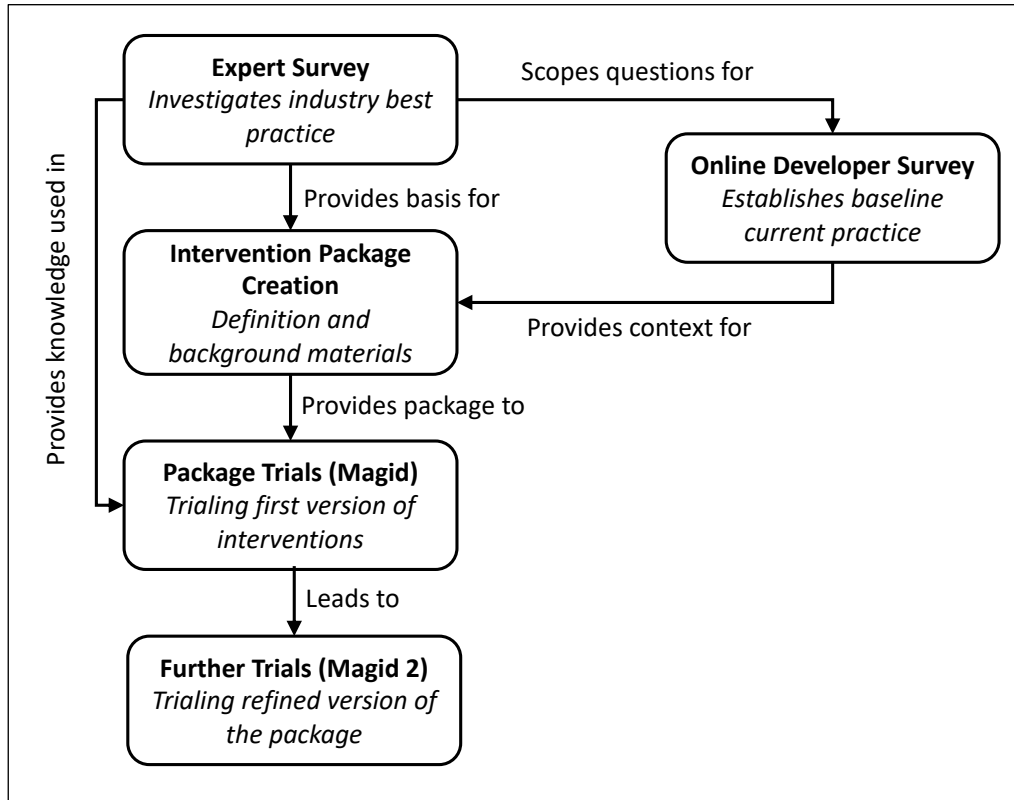 Expert Survey
Investigates industry best
practice
Scopes questions for
Online Developer Survey
Establishes baseline
current practice
Provides knowledge used in
Provides basis for
Intervention Package
Creation
Definition and
background materials
Provides context for
Provides package to
Package Trials (Magid)
Trialing first version of
interventions
Leads to
Further Trials (Magid 2)
Trialing refined version of
the package